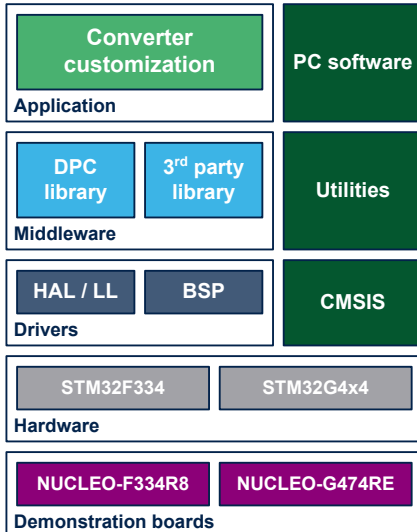 Converter
customization
Application
PC software
DPC
library
3rd party
library
Middleware
Utilities
HAL / LL
BSP
Drivers
CMSIS
STM32F334
STM32G4x4
Hardware
NUCLEO-F334R8
NUCLEO-G474RE
Demonstration boards